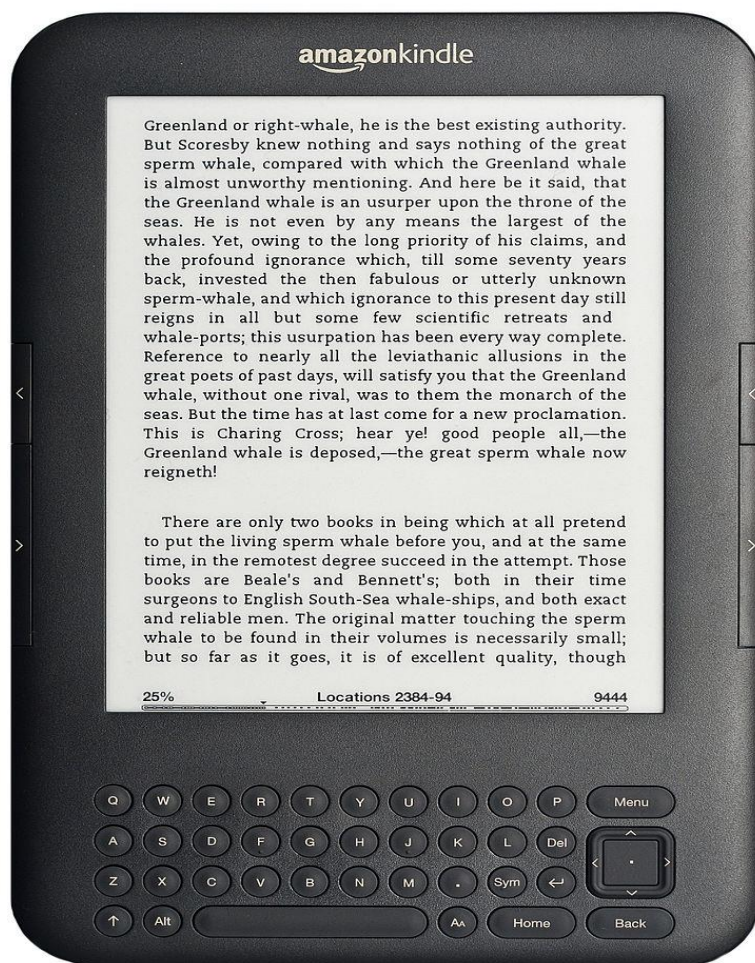 amazonkindle
Greenland or right-whale, he is the best existing authority.
But Scoresby knew nothing and says nothing of the great
sperm whale, compared with which the Greenland whale
is almost unworthy mentioning. And here be it said, that
the Greenland whale is an usurper upon the throne of the
seas. He is not even by any means the largest of the
whales. Yet, owing to the long priority of his claims, and
the profound ignorance which, till some seventy years
back, invested the then fabulous or utterly unknown
sperm-whale, and which ignorance to this present day still
reigns in all but some few scientific retreats and
whale-ports; this usurpation has been every way complete.
Reference to nearly all the leviathanic allusions in the
great poets of past days, will satisfy you that the Greenland
whale, without one rival, was to them the monarch of the
seas. But the time has at last come for a new proclamation.
This is Charing Cross; hear ye! good people all,—the
Greenland whale is deposed,—the great sperm whale now
reigneth!
There are only two books in being which at all pretend
to put the living sperm whale before you, and at the same
time, in the remotest degree succeed in the attempt. Those
books are Beale's and Bennett's; both in their time
surgeons to English South-Sea whale-ships, and both exact
and reliable men. The original matter touching the sperm
whale to be found in their volumes is necessarily small;
but so far as it goes, it is of excellent quality, though
25% Locations 2384-94 9444
Q W E R T Y U I O P Menu
A S D F G H J K L Del
Z X C V B N M . Sym
Alt AA Home Back